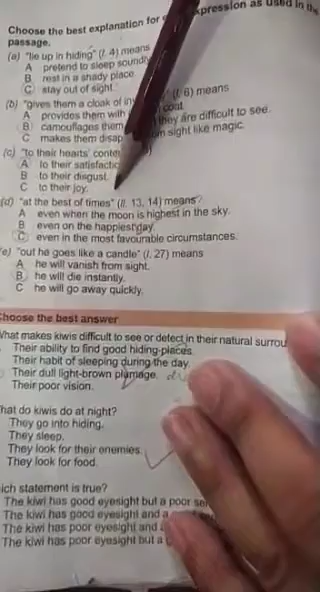 Choose the best explanation for expression as used in the
passage.
(a) "lie up in hiding" (l. 4) means
A pretend to sleep soundly
B rest in a shady place.
C stay out of sight.
(b) "gives them a cloak of (l. 6) means
A provides them with coat.
B camouflages them they are difficult to see.
C makes them sight like magic.
(c) "to their hearts'
A to their
B to their disgust.
C to their joy.
(d) "at the best of times" (ll. 13, 14) means
A even when the moon is highest in the sky.
B even on the happiest day.
C even in the most favourable circumstances.
(e) "out he goes like a candle" (l. 27) means
A he will vanish from sight.
B he will die instantly.
C he will go away quickly.
Choose the best answer
What makes kiwis difficult to see or detect in their natural
Their ability to find good hiding-places.
Their habit of sleeping during the day.
Their dull light-brown plumage.
Their poor vision.
What do kiwis do at night?
They go into hiding.
They sleep.
They look for their enemies.
They look for food.
statement is true?
The kiwi has good eyesight but a poor
The kiwi has good eyesight and a
The kiwi has poor eyesight and
The kiwi has poor eyesight but a